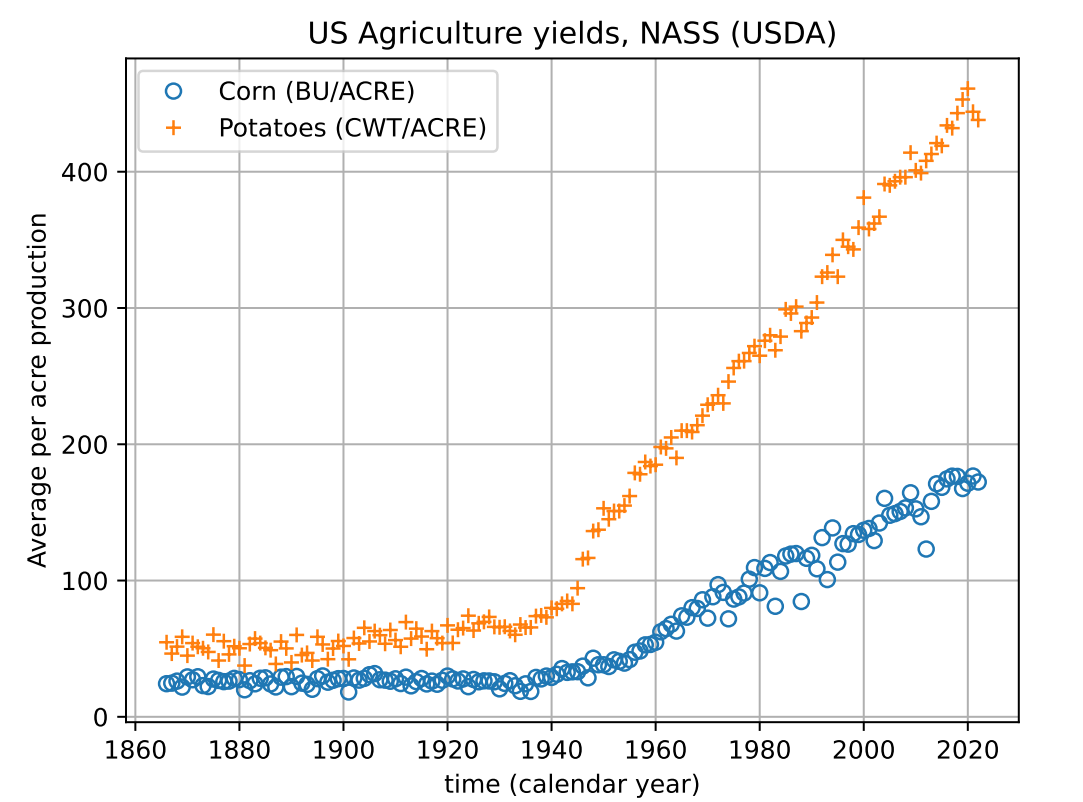 US Agriculture yields, NASS (USDA)
Corn (BU/ACRE)
Potatoes (CWT/ACRE)
Average per acre production
400
300
200
100
0
1860 1880 1900 1920 1940 1960 1980 2000 2020
time (calendar year)